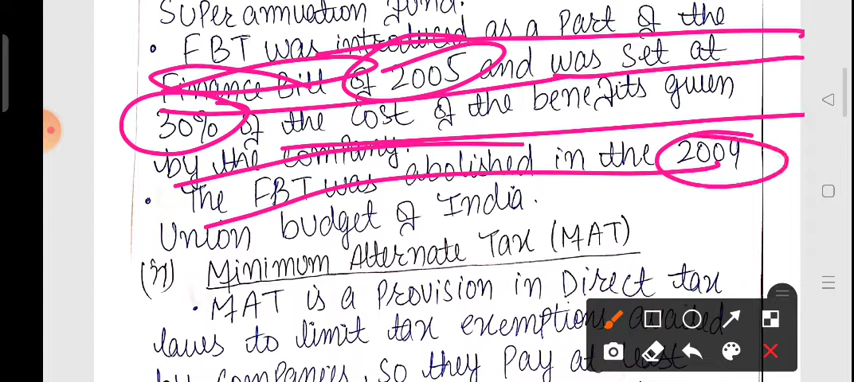 Superannuation fund.
• FBT was introduced as a part of the
Finance Bill of 2005 and was set at
30% of the cost of the benefits given
by the company.
• The FBT was abolished in the 2009
Union budget of India.
Minimum Alternate Tax (MAT)
• MAT is a provision in Direct tax
laws to limit tax exemptions availed
by companies, so they pay at least